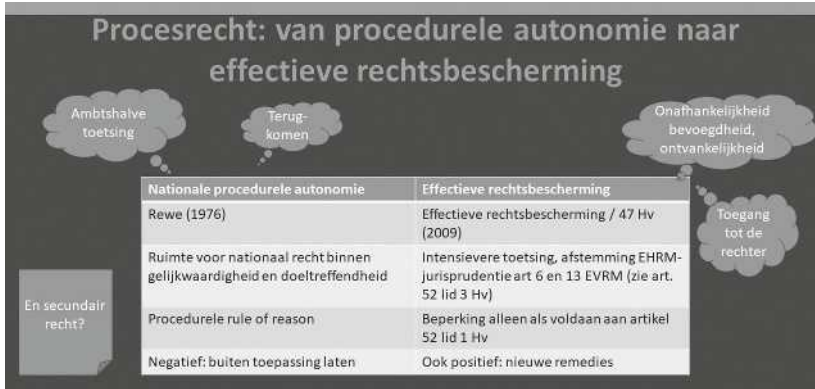 Procesrecht: van procedurele autonomie naar
effectieve rechtsbescherming
Ambtshalve
toetsing
Terug-
komen
Onafhankelijkheid
bevoegdheid,
ontvankelijkheid
Toegang
tot de
rechter
Nationale procedurele autonomie
Effectieve rechtsbescherming
Rewe (1976)
Effectieve rechtsbescherming / 47 Hv
(2009)
Ruimte voor nationaal recht binnen
gelijkwaardigheid en doeltreffendheid
Intensievere toetsing, afstemming EHRM-
jurisprudentie art 6 en 13 EVRM (zie art.
52 lid 3 Hv)
Procedurele rule of reason
Beperking alleen als voldaan aan artikel
52 lid 1 Hv
Negatief: buiten toepassing laten
Ook positief: nieuwe remedies
En secundair
recht?